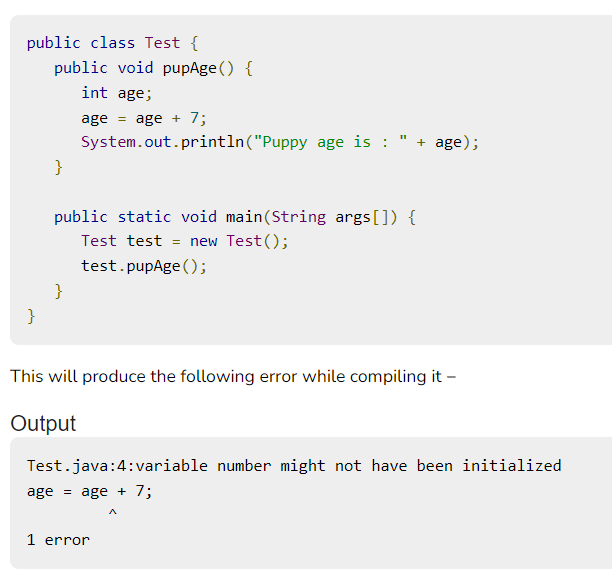 public class Test {
   public void pupAge() {
      int age;
      age = age + 7;
      System.out.println("Puppy age is : " + age);
   }

   public static void main(String args[]) {
      Test test = new Test();
      test.pupAge();
   }
}
This will produce the following error while compiling it −
Output
Test.java:4:variable number might not have been initialized
age = age + 7;
         ^
1 error